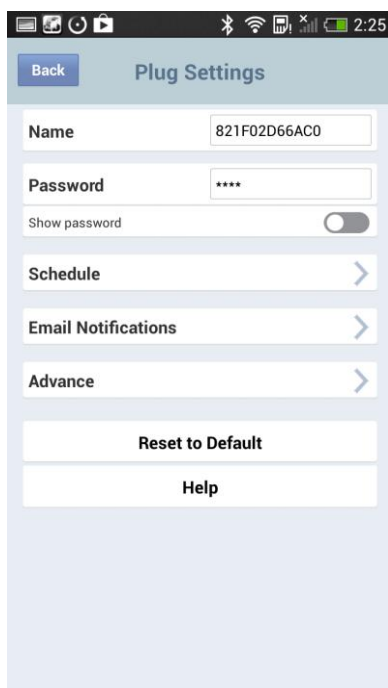 2:25
Back
Plug Settings
Name
821F02D66AC0
Password
****
Show password
Schedule
Email Notifications
Advance
Reset to Default
Help